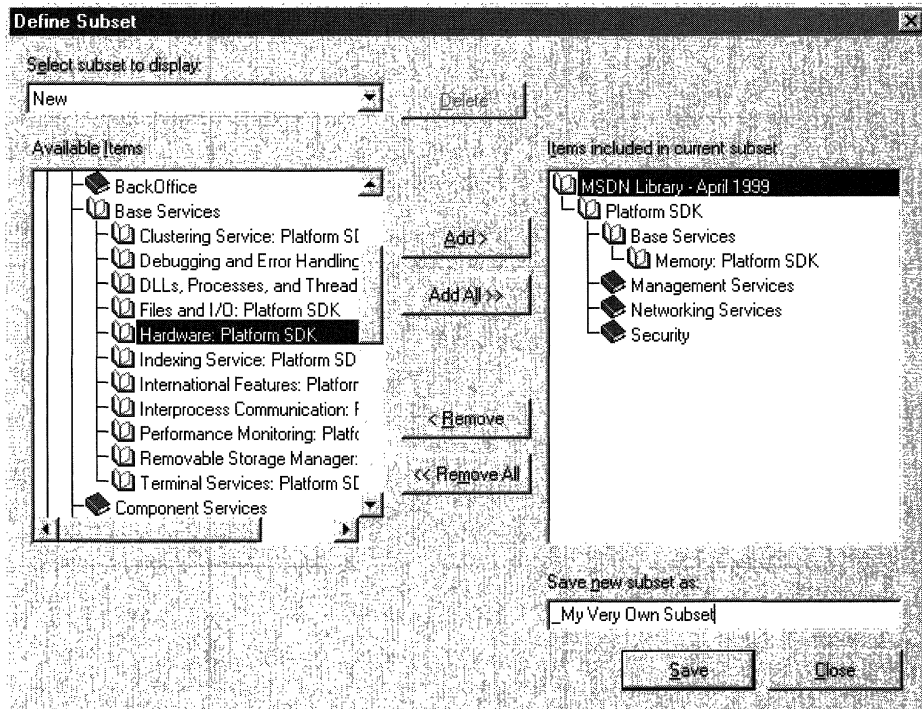 Define Subset
Select subset to display:
New
Delete
Available Items
BackOffice
Base Services
Clustering Service: Platform SD
Debugging and Error Handling
DLLs, Processes, and Thread
Files and I/O: Platform SDK
Hardware: Platform SDK
Indexing Service: Platform SD
International Features: Platforr
Interprocess Communication: F
Performance Monitoring: Platfo
Removable Storage Manager:
Terminal Services: Platform SD
Component Services
Add >
Add All >>
< Remove
<< Remove All
Items included in current subset
MSDN Library - April 1999
Platform SDK
Base Services
Memory: Platform SDK
Management Services
Networking Services
Security
Save new subset as:
_My Very Own Subset
Save
Close